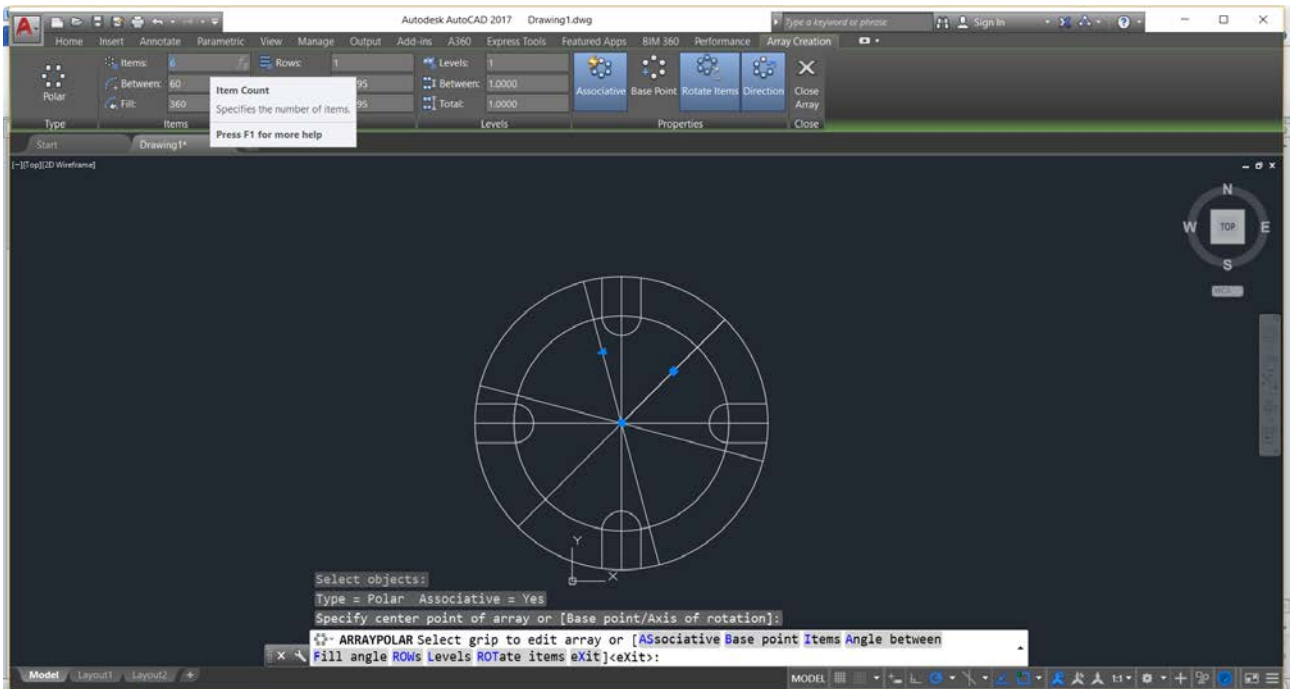 Autodesk AutoCAD 2017 Drawing1.dwg
Type a keyword or phrase
Sign In
Home Insert Annotate Parametric View Manage Output Add-ins A360 Express Tools Featured Apps BIM 360 Performance Array Creation
Items: 6 Rows: 1 Levels: 1
Between: 60 95 Between: 1.0000
Fill: 360 95 Total: 1.0000
Polar
Associative Base Point Rotate Items Direction Close Array
Type Items Levels Properties Close
Item Count
Specifies the number of items.
Press F1 for more help
Start Drawing1*
[−][Top][2D Wireframe]
N
W TOP E
S
WCS
Y
X
Select objects:
Type = Polar Associative = Yes
Specify center point of array or [Base point/Axis of rotation]:
ARRAYPOLAR Select grip to edit array or [ASsociative Base point Items Angle between
Fill angle ROWs Levels ROTate items eXit]<eXit>:
Model Layout1 Layout2 +
MODEL 1:1